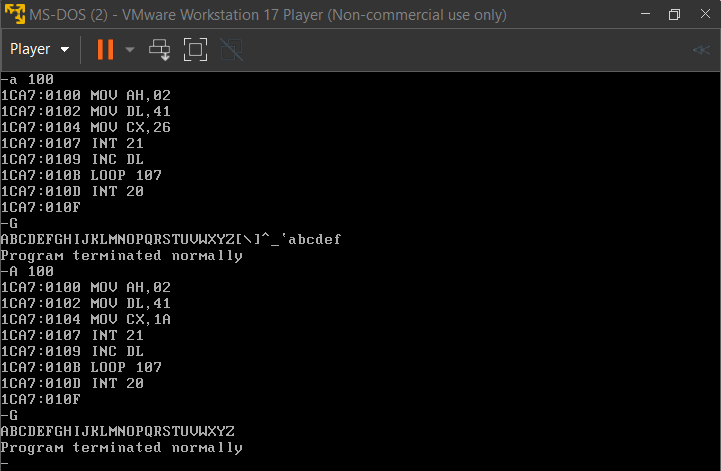 MS-DOS (2) - VMware Workstation 17 Player (Non-commercial use only)
Player
-a 100
1CA7:0100 MOV AH,02
1CA7:0102 MOV DL,41
1CA7:0104 MOV CX,26
1CA7:0107 INT 21
1CA7:0109 INC DL
1CA7:010B LOOP 107
1CA7:010D INT 20
1CA7:010F
-G
ABCDEFGHIJKLMNOPQRSTUVWXYZ[\]^_`abcdef
Program terminated normally
-A 100
1CA7:0100 MOV AH,02
1CA7:0102 MOV DL,41
1CA7:0104 MOV CX,1A
1CA7:0107 INT 21
1CA7:0109 INC DL
1CA7:010B LOOP 107
1CA7:010D INT 20
1CA7:010F
-G
ABCDEFGHIJKLMNOPQRSTUVWXYZ
Program terminated normally
-